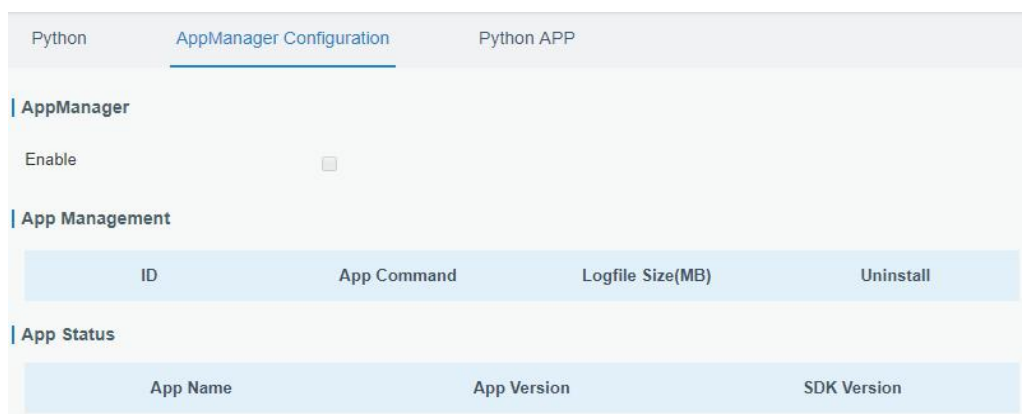 Python AppManager Configuration Python APP
AppManager
Enable
App Management
ID App Command Logfile Size(MB) Uninstall
App Status
App Name App Version SDK Version